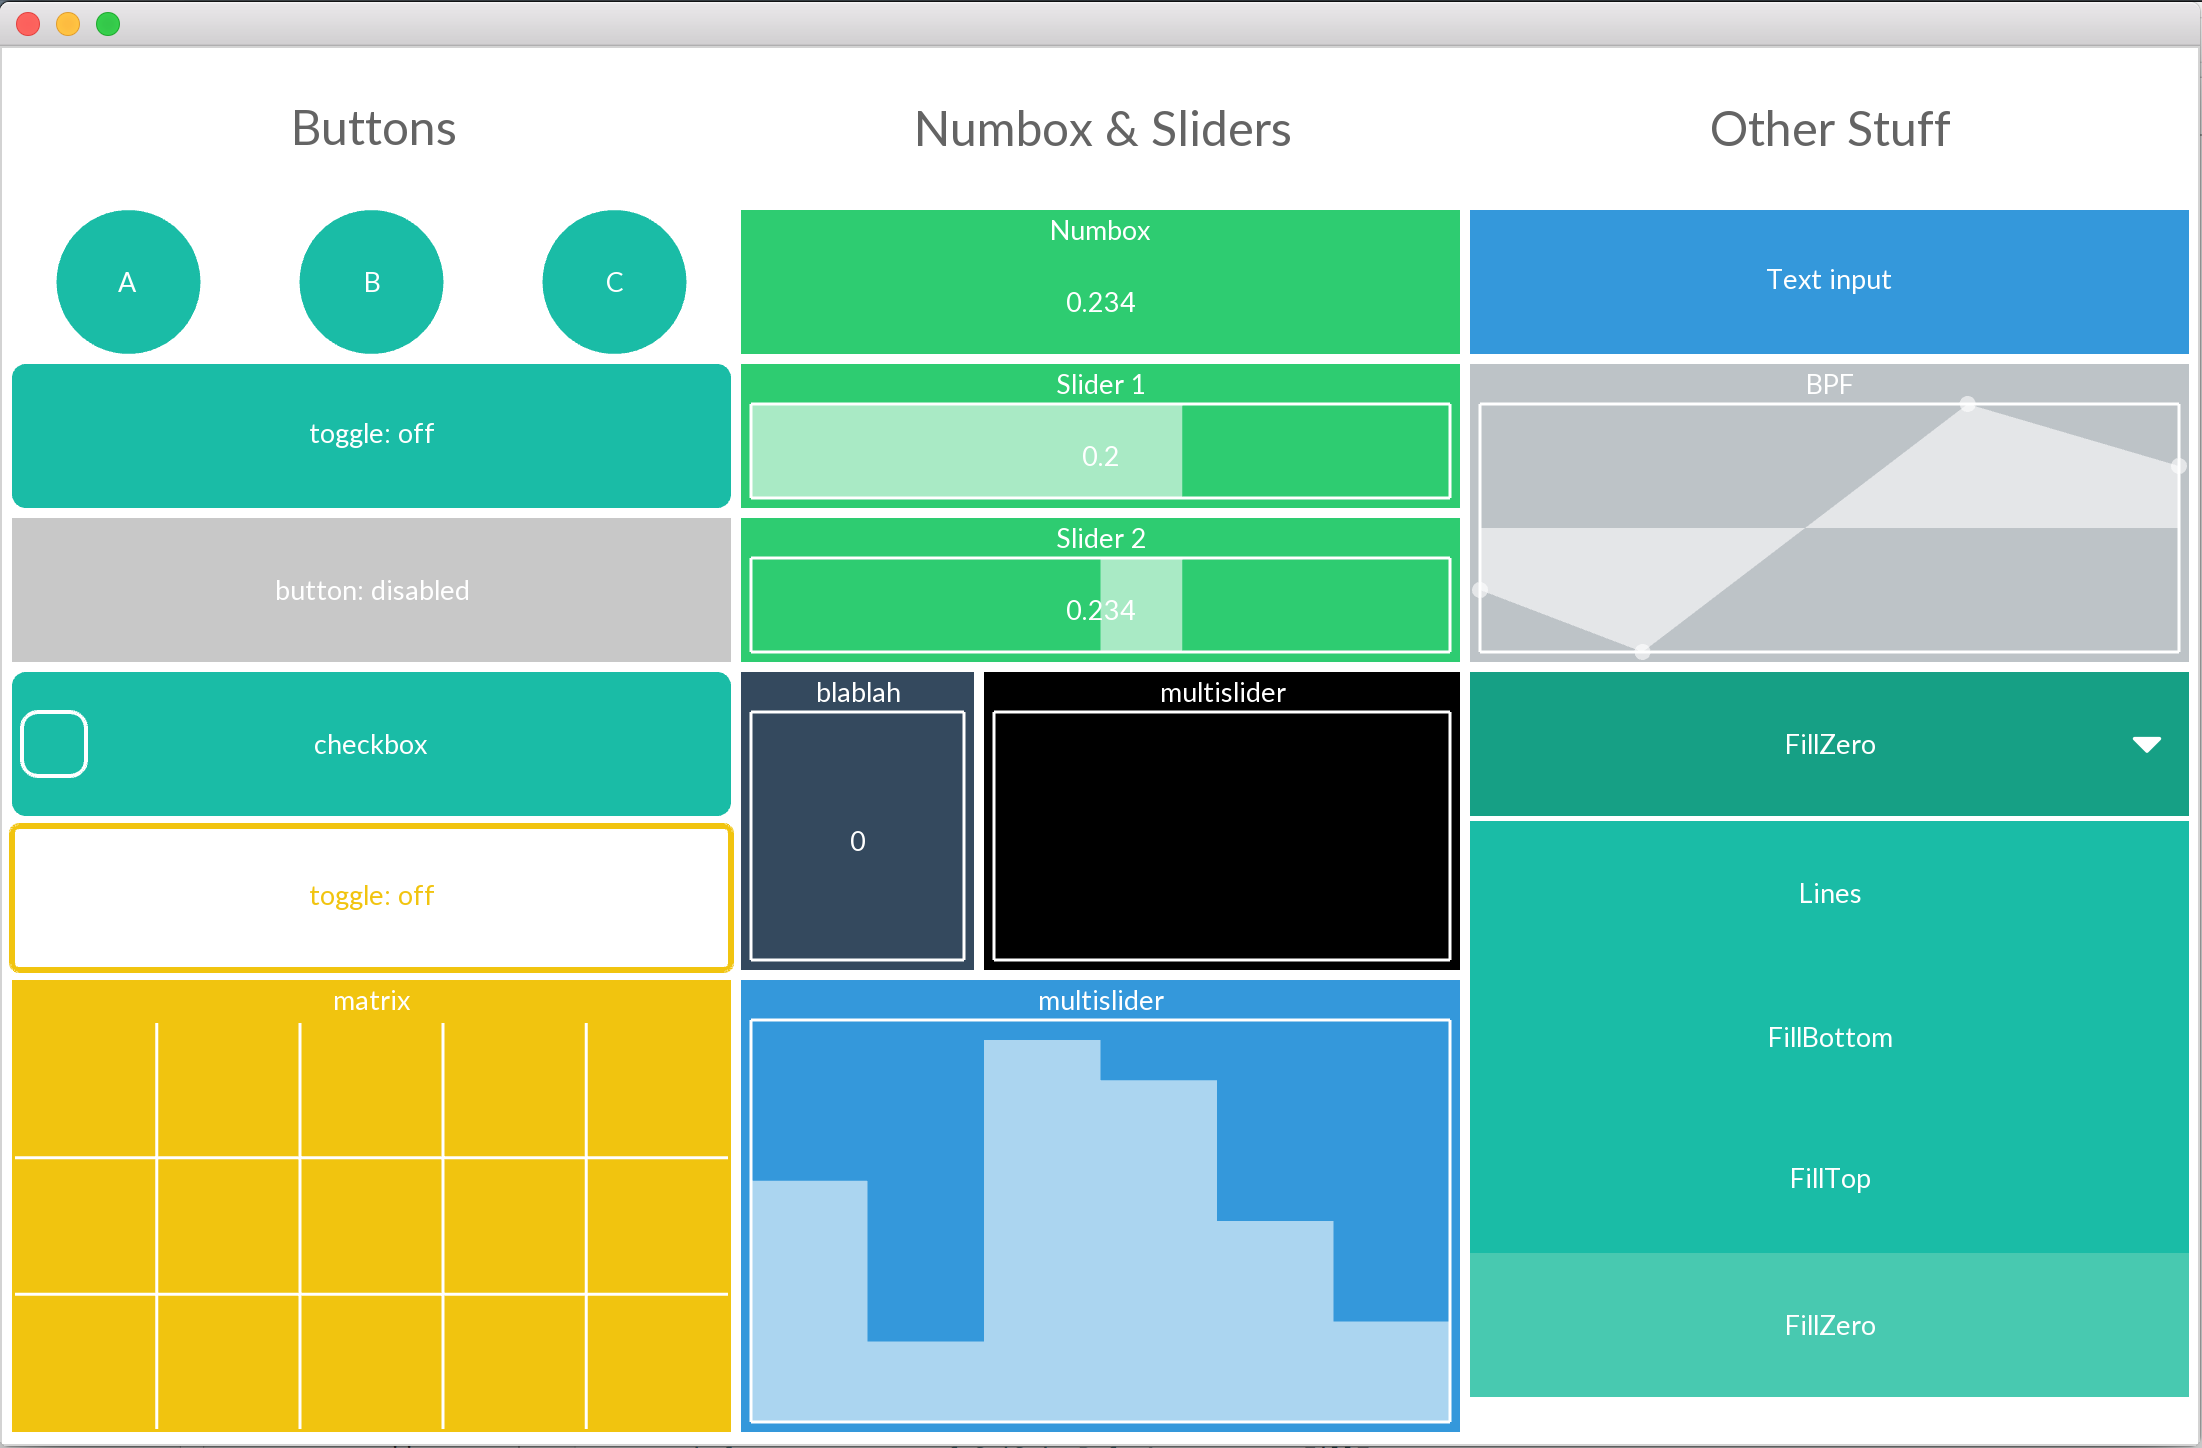 Buttons
A
B
C
toggle: off
button: disabled
checkbox
toggle: off
matrix
Numbox & Sliders
Numbox
0.234
Slider 1
0.2
Slider 2
0.234
blablah
0
multislider
multislider
Other Stuff
Text input
BPF
FillZero
Lines
FillBottom
FillTop
FillZero